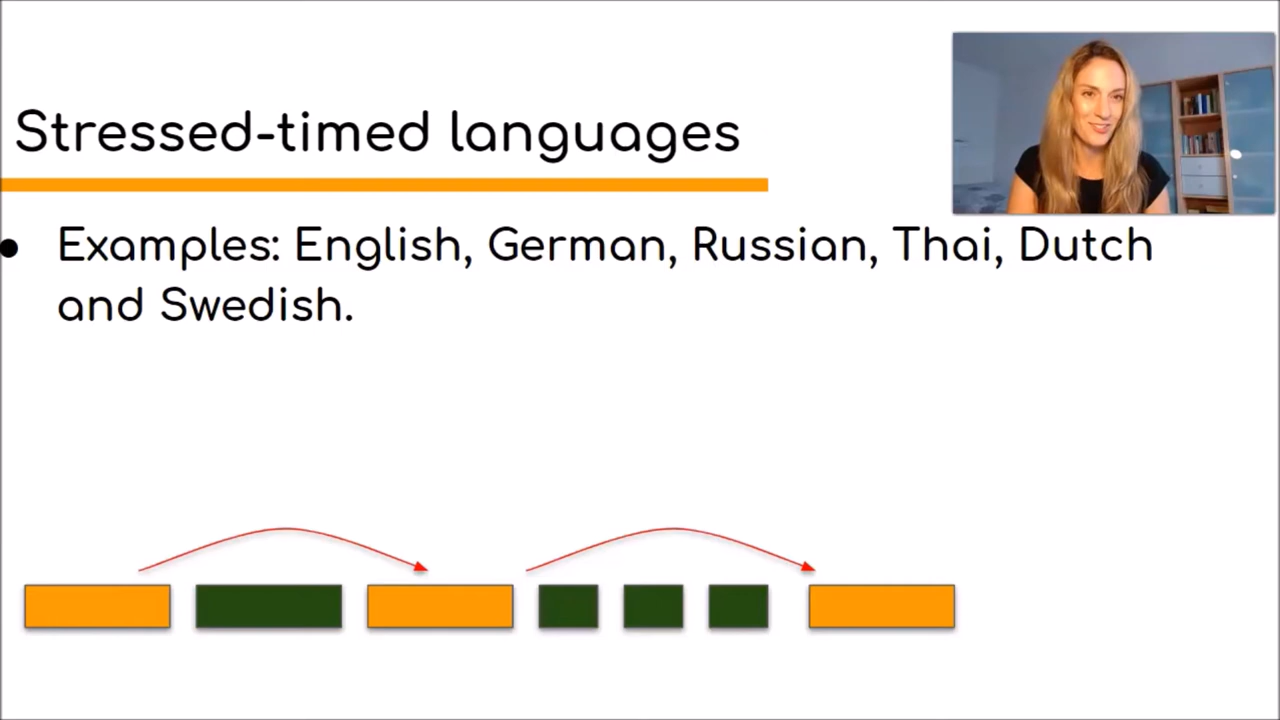 Stressed-timed languages
● Examples: English, German, Russian, Thai, Dutch
and Swedish.